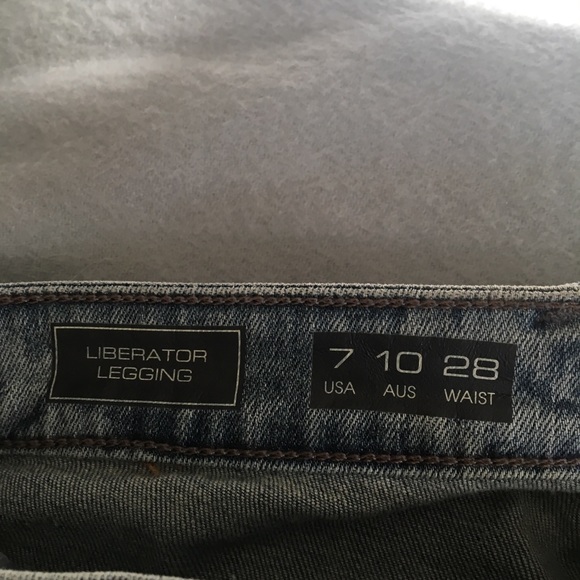 LIBERATOR
LEGGING
7 10 28
USA AUS WAIST